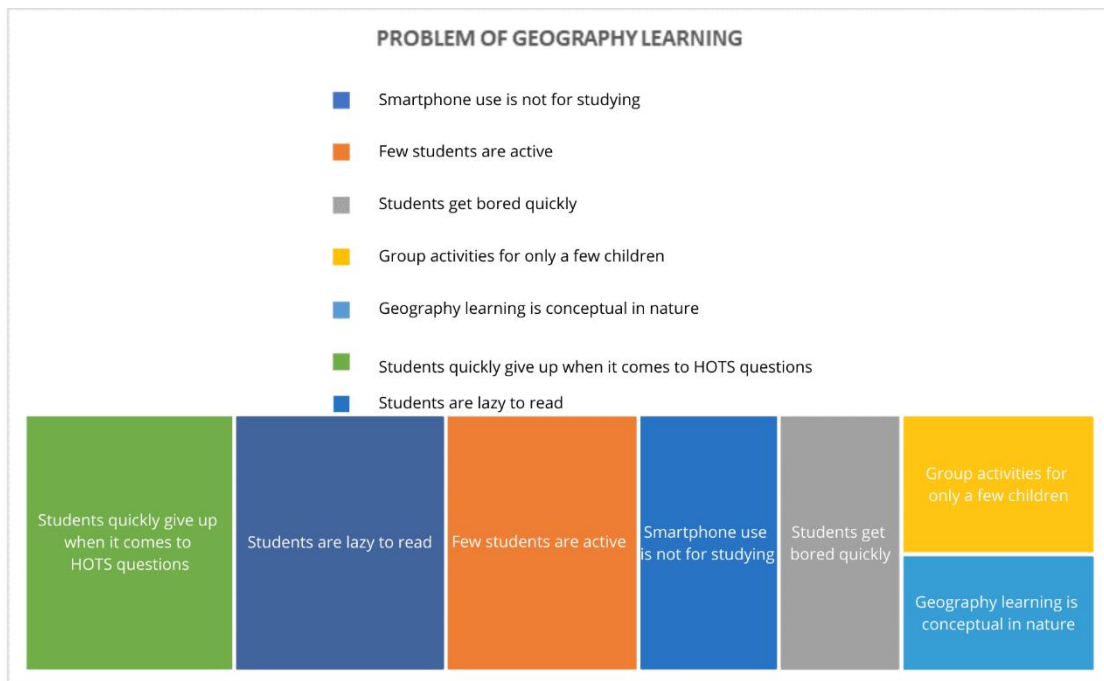 PROBLEM OF GEOGRAPHY LEARNING
Smartphone use is not for studying
Few students are active
Students get bored quickly
Group activities for only a few children
Geography learning is conceptual in nature
Students quickly give up when it comes to HOTS questions
Students are lazy to read
Students quickly give up
when it comes to
HOTS questions
Students are lazy to read
Few students are active
Smartphone use
is not for studying
Students get
bored quickly
Group activities for
only a few children
Geography learning is
conceptual in nature